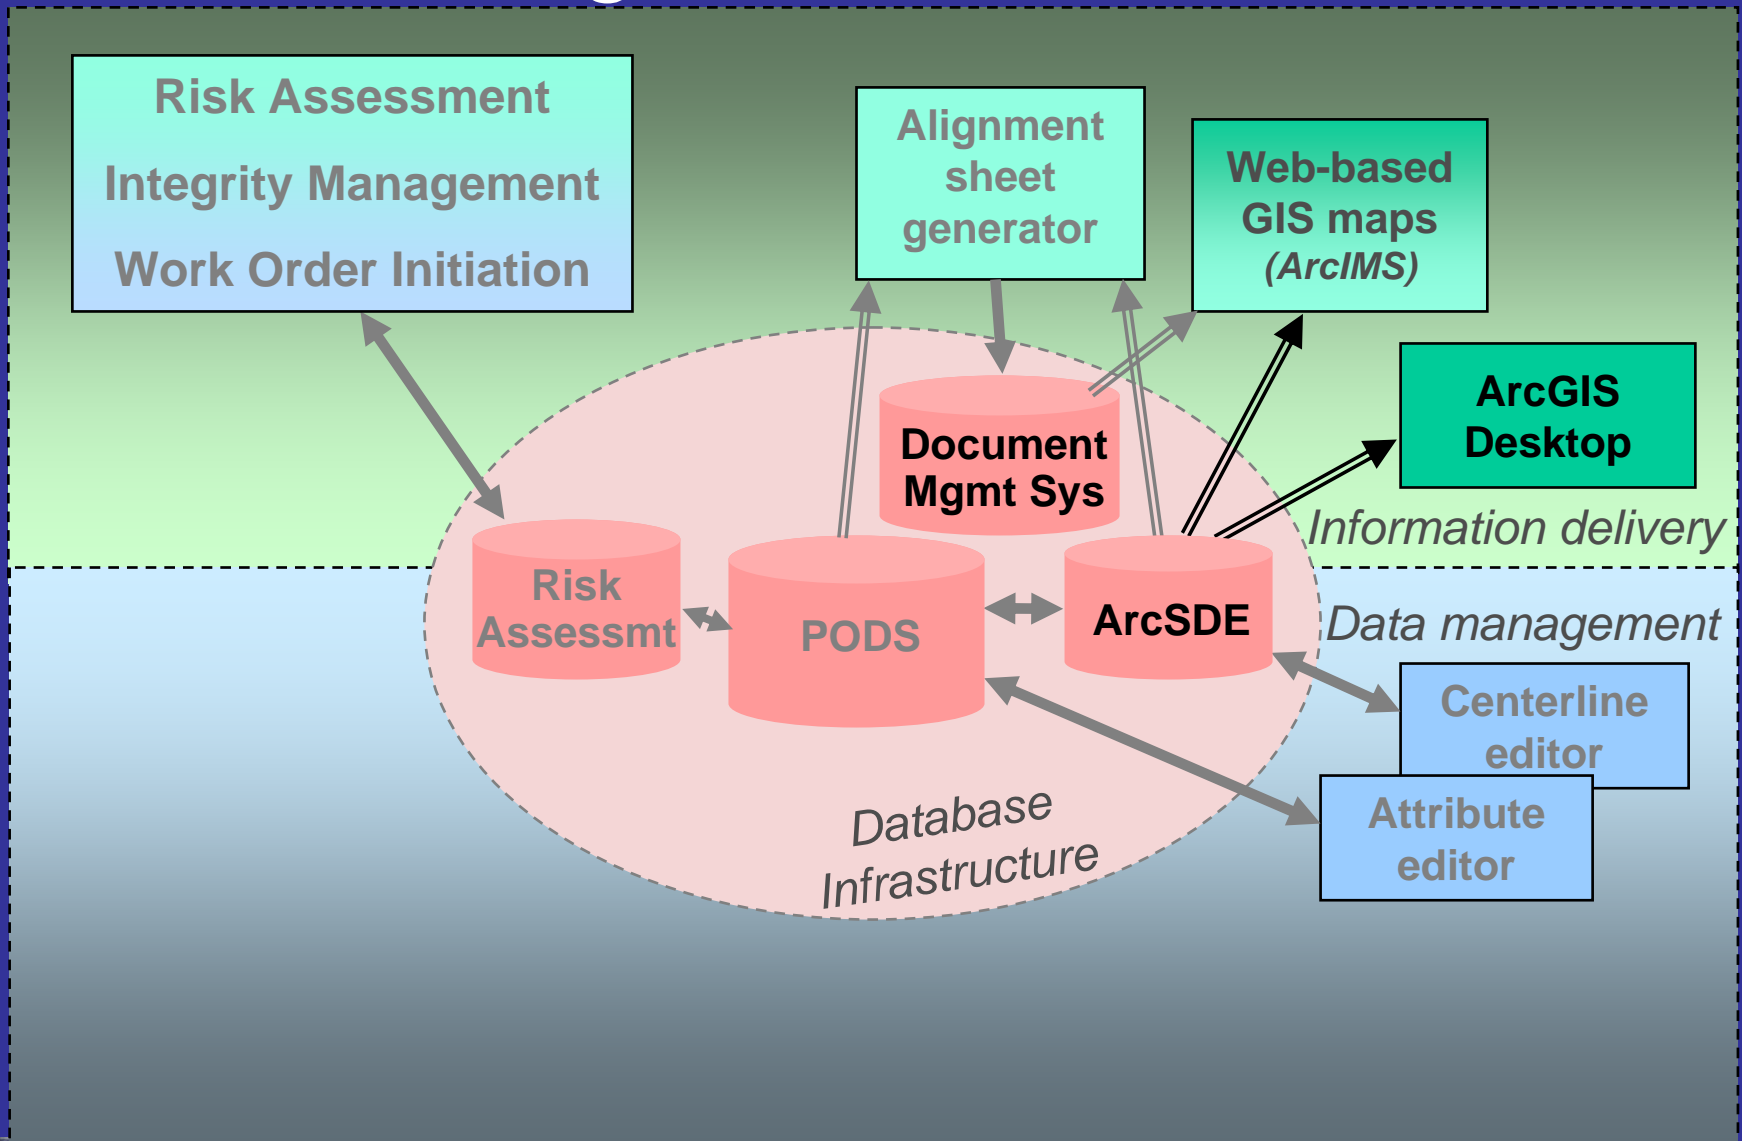 Risk Assessment
Integrity Management
Work Order Initiation
Alignment
sheet
generator
Web-based
GIS maps
(ArcIMS)
ArcGIS
Desktop
Document
Mgmt Sys
Information delivery
Risk
Assessmt
PODS
ArcSDE
Data management
Centerline
editor
Attribute
editor
Database
Infrastructure